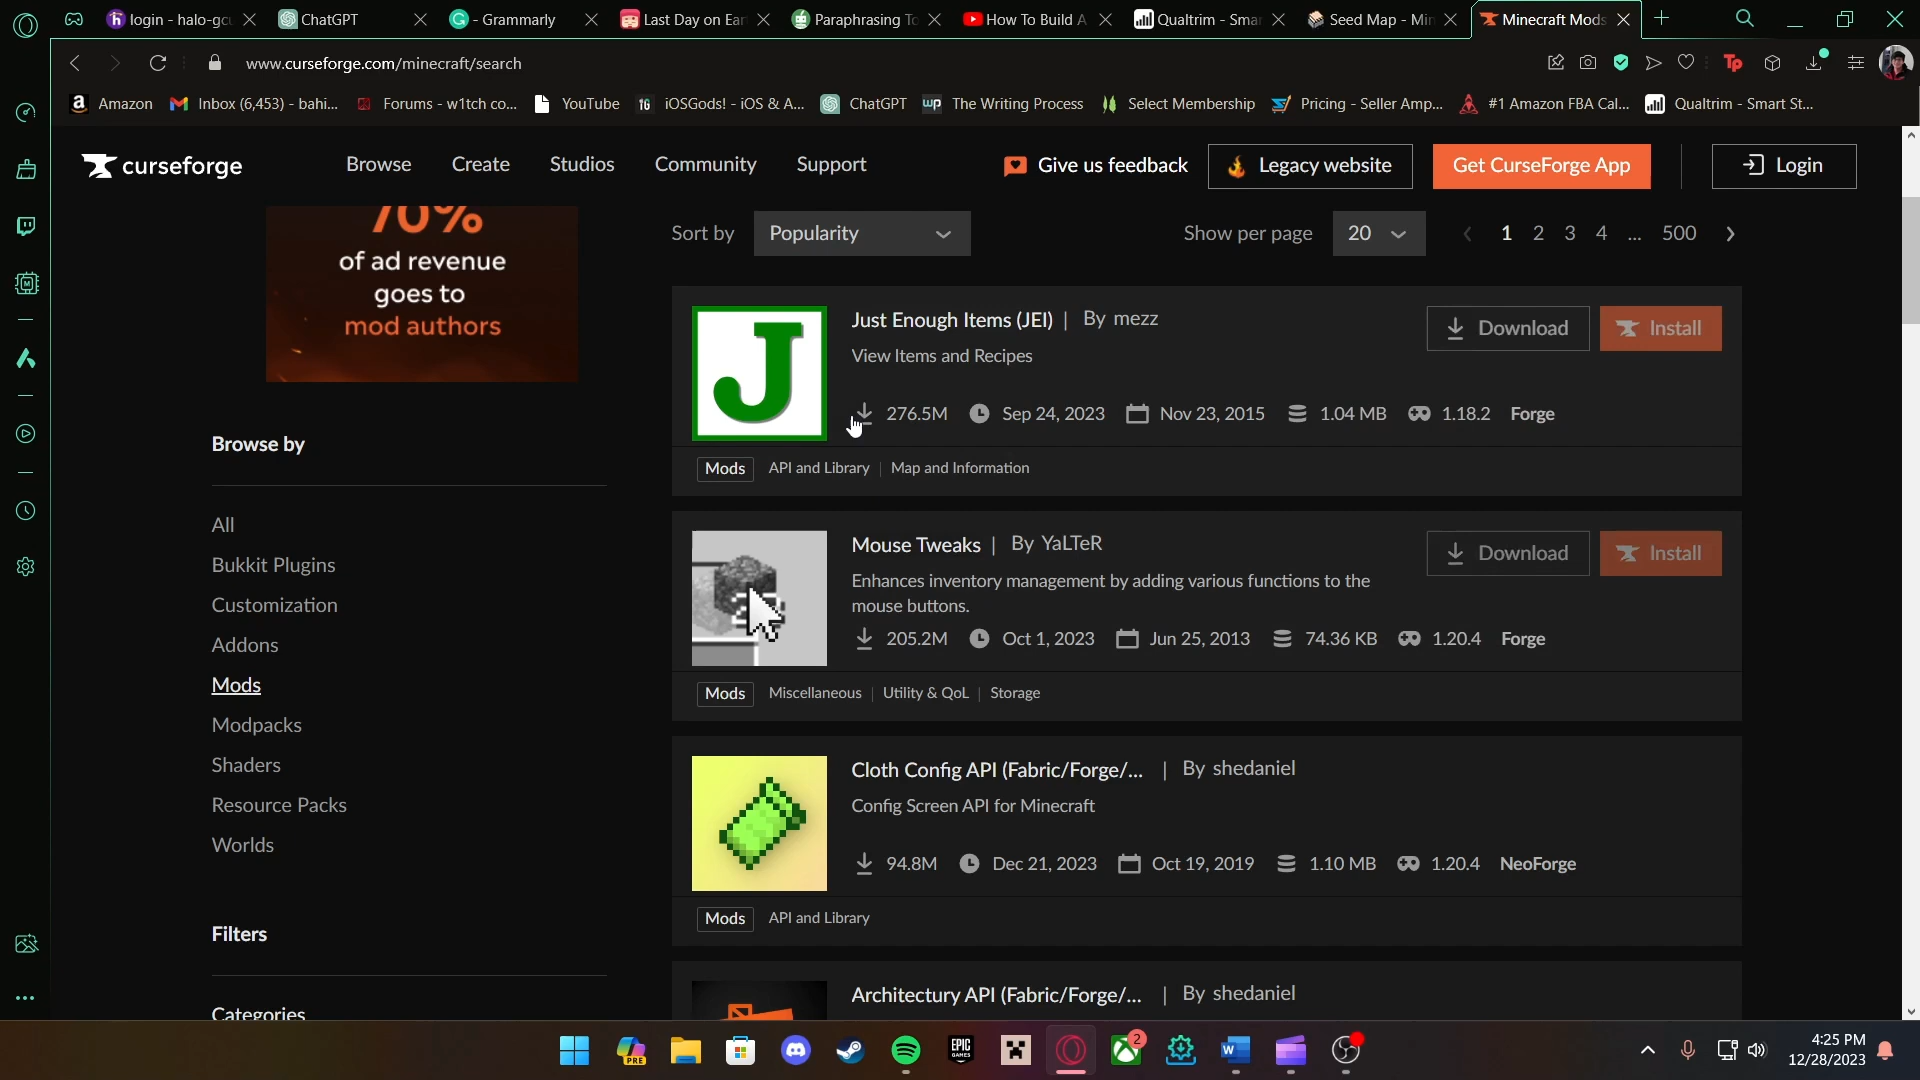 login - halo-gcu
ChatGPT
- Grammarly
Last Day on Ear
Paraphrasing To
How To Build A
Qualtrim - Smar
Seed Map - Min
Minecraft Mods
www.curseforge.com/minecraft/search
Tp
Amazon
Inbox (6,453) - bahi...
Forums - w1tch co...
YouTube
iOSGods! - iOS & A...
ChatGPT
The Writing Process
Select Membership
Pricing - Seller Amp...
#1 Amazon FBA Cal...
Qualtrim - Smart St...
curseforge
Browse
Create
Studios
Community
Support
Give us feedback
Legacy website
Get CurseForge App
Login
70%
of ad revenue
goes to
mod authors
Sort by
Popularity
Show per page
20
1 2 3 4 ... 500
Browse by
All
Bukkit Plugins
Customization
Addons
Mods
Modpacks
Shaders
Resource Packs
Worlds
Filters
Categories
J
Just Enough Items (JEI) | By mezz
View Items and Recipes
Download
Install
276.5M Sep 24, 2023 Nov 23, 2015 1.04 MB 1.18.2 Forge
Mods API and Library | Map and Information
Mouse Tweaks | By YaLTeR
Enhances inventory management by adding various functions to the
mouse buttons.
Download
Install
205.2M Oct 1, 2023 Jun 25, 2013 74.36 KB 1.20.4 Forge
Mods Miscellaneous | Utility & QoL | Storage
Cloth Config API (Fabric/Forge/... | By shedaniel
Config Screen API for Minecraft
94.8M Dec 21, 2023 Oct 19, 2019 1.10 MB 1.20.4 NeoForge
Mods API and Library
Architectury API (Fabric/Forge/... | By shedaniel
PRE
EPIC
GAMES
2
W
4:25 PM
12/28/2023